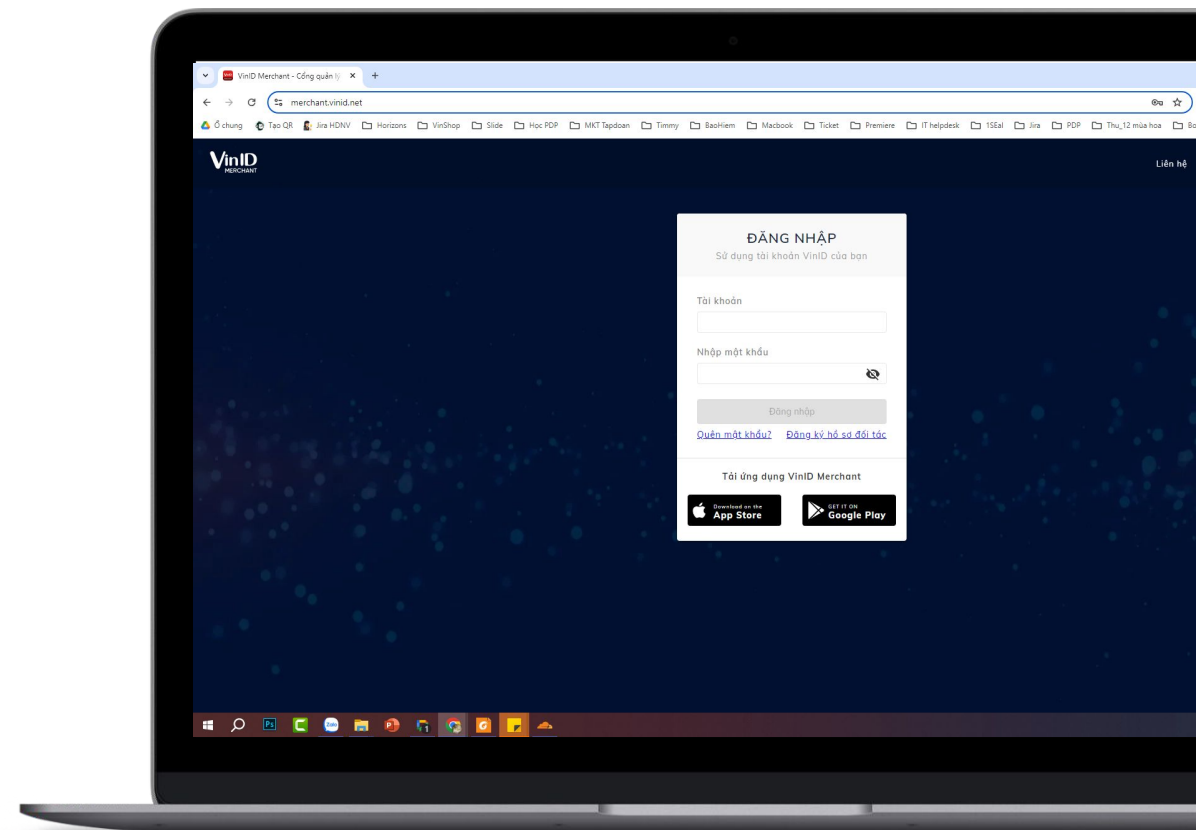 VinID Merchant - Cổng quản lý
merchant.vinid.net
Ổ chung Tạo QR Jira HDNV Horizons VinShop Slide Học PDP MKT Tapdoan Timmy BaoHiem Macbook Ticket Premiere IT helpdesk 1SEal Jira PDP Thu_12 mùa hoa
VinID
MERCHANT
Liên hệ
ĐĂNG NHẬP
Sử dụng tài khoản VinID của bạn
Tài khoản
Nhập mật khẩu
Đăng nhập
Quên mật khẩu? Đăng ký hồ sơ đối tác
Tải ứng dụng VinID Merchant
Download on the
App Store
GET IT ON
Google Play
Ps
Zalo